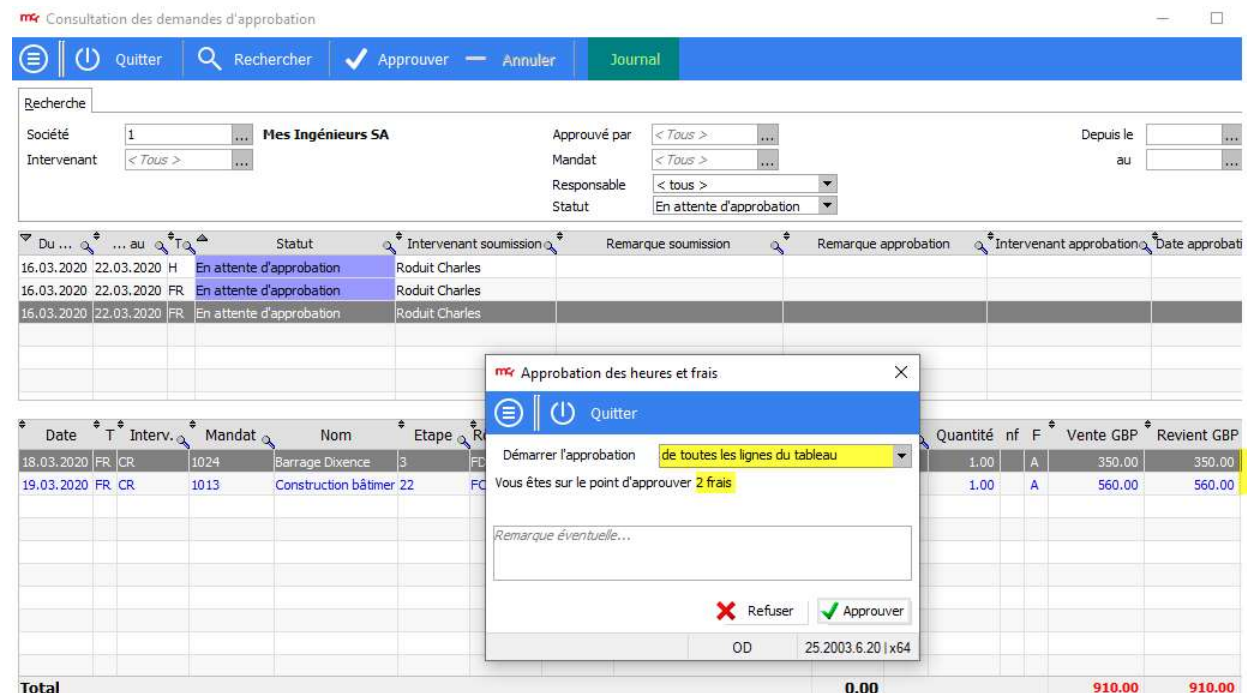 mcr Consultation des demandes d'approbation
Quitter Rechercher Approuver Annuler Journal
Recherche
Société 1 ... Mes Ingénieurs SA Approuvé par < Tous > ... Depuis le ...
Intervenant < Tous > ... Mandat < Tous > ... au ...
Responsable < tous >
Statut En attente d'approbation
Du ... ... au T Statut Intervenant soumission Remarque soumission Remarque approbation Intervenant approbation Date approbati
16.03.2020 22.03.2020 H En attente d'approbation Roduit Charles
16.03.2020 22.03.2020 FR En attente d'approbation Roduit Charles
16.03.2020 22.03.2020 FR En attente d'approbation Roduit Charles
mcr Approbation des heures et frais
Quitter
Démarrer l'approbation de toutes les lignes du tableau
Vous êtes sur le point d'approuver 2 frais
Remarque éventuelle...
Refuser Approuver
OD 25.2003.6.20 | x64
Date T Interv. Mandat Nom Etape Quantité nf F Vente GBP Revient GBP
18.03.2020 FR CR 1024 Barrage Dixence 3 1.00 A 350.00 350.00
19.03.2020 FR CR 1013 Construction bâtimer 22 1.00 A 560.00 560.00
Total 0.00 910.00 910.00